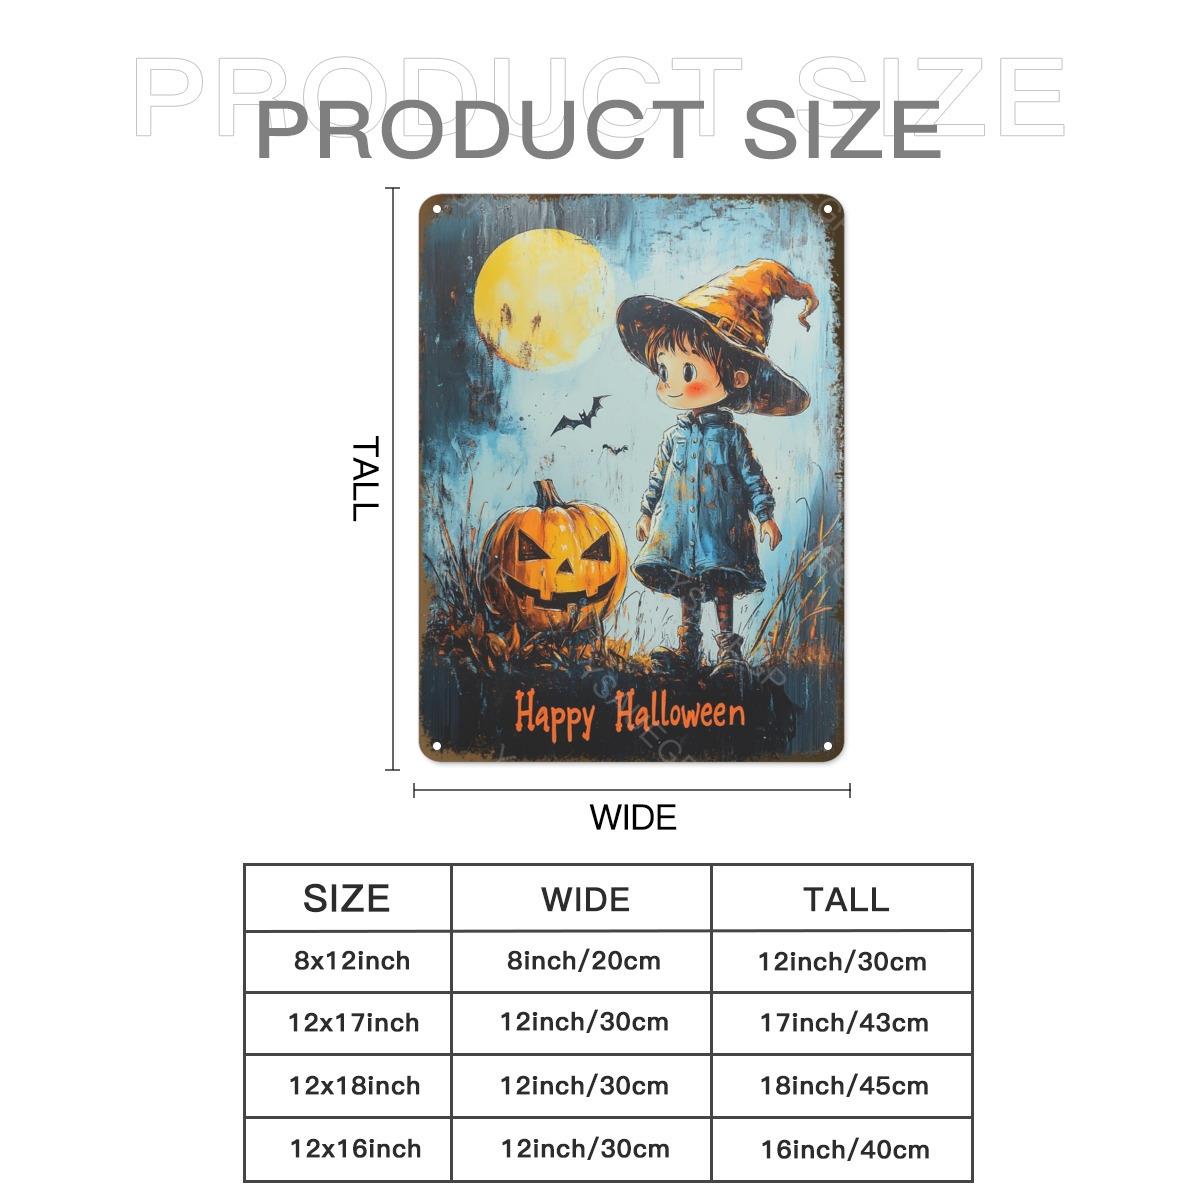 PRODUCT SIZE
PRODUCT SIZE
TALL
Happy Halloween
WIDE
SIZE WIDE TALL
8x12inch 8inch/20cm 12inch/30cm
12x17inch 12inch/30cm 17inch/43cm
12x18inch 12inch/30cm 18inch/45cm
12x16inch 12inch/30cm 16inch/40cm